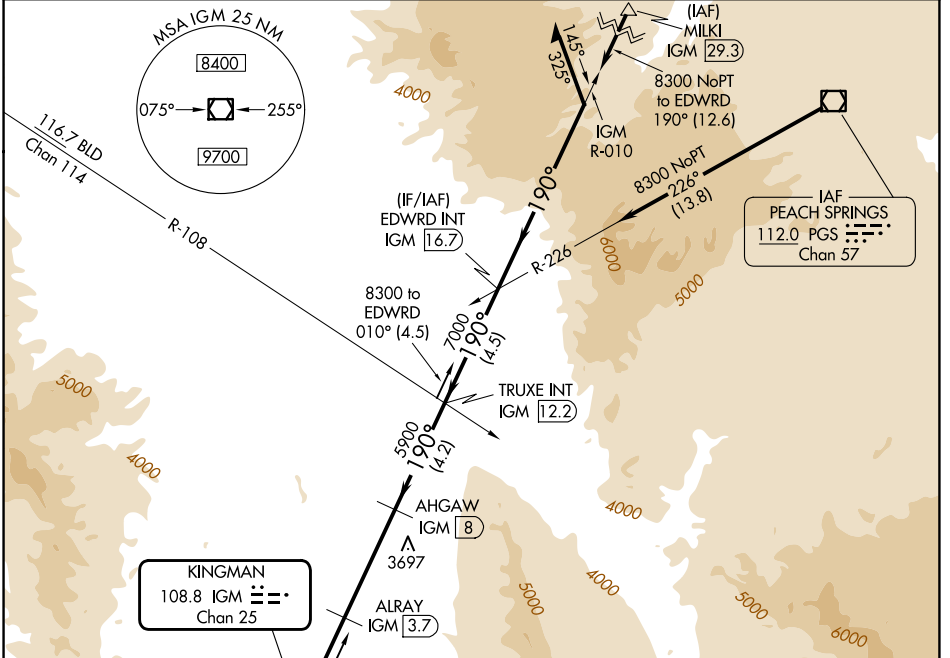 MSA IGM 25 NM
8400
075°
255°
9700
4000
145°
325°
(IAF)
MILKI
IGM 29.3
8300 NoPT
to EDWRD
190° (12.6)
IGM
R-010
116.7 BLD
Chan 114
R-108
190°
8300 NoPT
226°
(13.8)
IAF
PEACH SPRINGS
112.0 PGS
Chan 57
(IF/IAF)
EDWRD INT
IGM 16.7
R-226
6000
5000
8300 to
EDWRD
010° (4.5)
7000
190°
(4.5)
TRUXE INT
IGM 12.2
5000
4000
5900
190°
(4.2)
AHGAW
IGM 8
3697
4000
KINGMAN
108.8 IGM
Chan 25
ALRAY
IGM 3.7
5000
4000
5000
6000